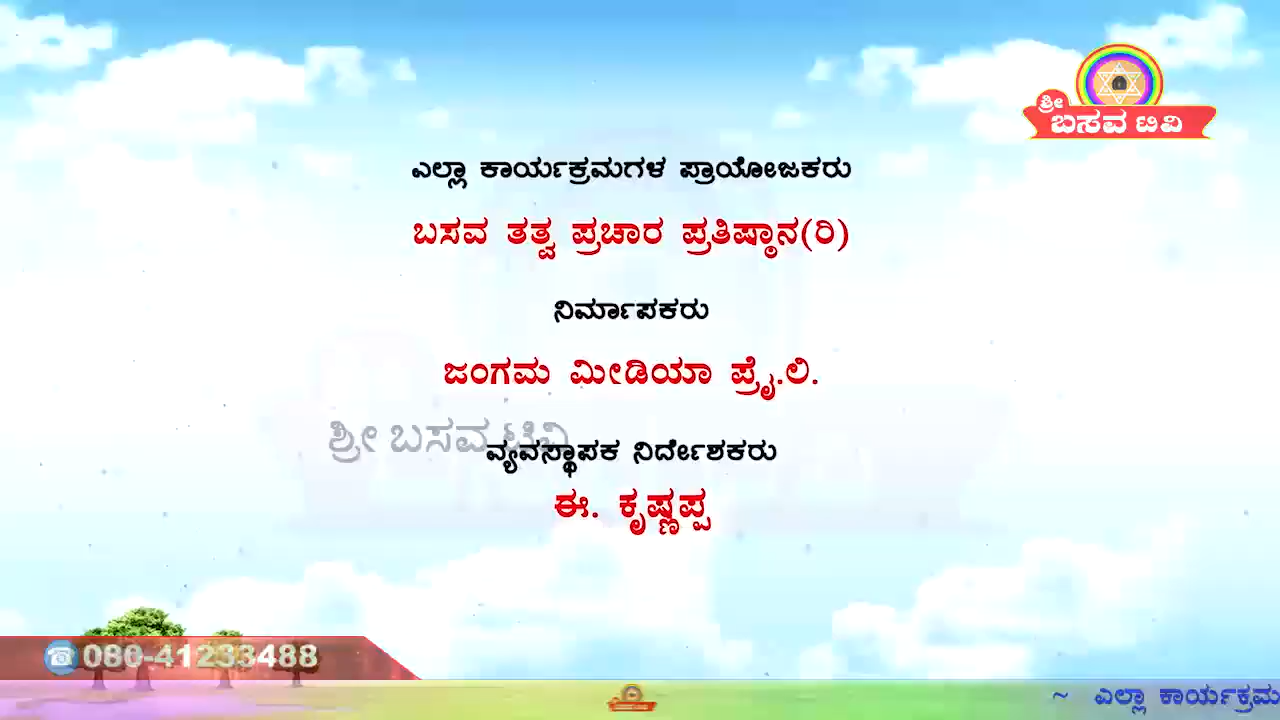 ಶ್ರೀ
ಬಸವ ಟಿವಿ
ಎಲ್ಲಾ ಕಾರ್ಯಕ್ರಮಗಳ ಪ್ರಾಯೋಜಕರು
ಬಸವ ತತ್ವ ಪ್ರಚಾರ ಪ್ರತಿಷ್ಠಾನ(ರಿ)
ನಿರ್ಮಾಪಕರು
ಜಂಗಮ ಮೀಡಿಯಾ ಪ್ರೈ.ಲಿ.
ಶ್ರೀ ಬಸವ ಟಿವಿ
ವ್ಯವಸ್ಥಾಪಕ ನಿರ್ದೇಶಕರು
ಈ. ಕೃಷ್ಣಪ್ಪ
080-41233488
~ ಎಲ್ಲಾ ಕಾರ್ಯಕ್ರಮ